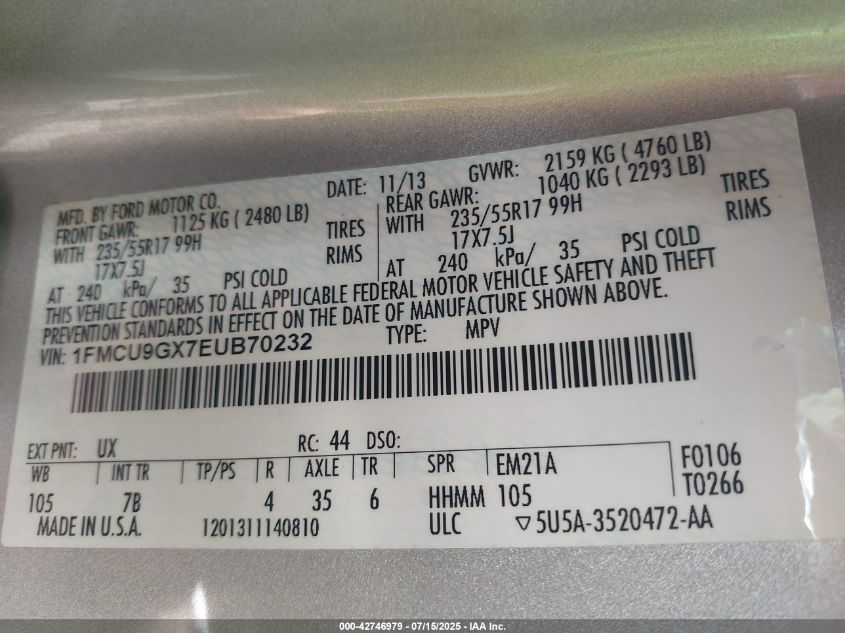 MFD. BY FORD MOTOR CO. DATE: 11/13 GVWR: 2159 KG ( 4760 LB)
FRONT GAWR: 1125 KG ( 2480 LB) REAR GAWR: 1040 KG ( 2293 LB)
WITH 235/55R17 99H TIRES WITH 235/55R17 99H TIRES
17X7.5J RIMS 17X7.5J RIMS
AT 240 kPa/ 35 PSI COLD AT 240 kPa/ 35 PSI COLD
THIS VEHICLE CONFORMS TO ALL APPLICABLE FEDERAL MOTOR VEHICLE SAFETY AND THEFT
PREVENTION STANDARDS IN EFFECT ON THE DATE OF MANUFACTURE SHOWN ABOVE.
VIN: 1FMCU9GX7EUB70232 TYPE: MPV
EXT PNT: UX RC: 44 DSO:
WB INT TR TP/PS R AXLE TR SPR EM21A F0106
105 7B 4 35 6 HHMM 105 T0266
MADE IN U.S.A. 1201311140810 ULC ▽5U5A-3520472-AA
000-42746979 - 07/15/2025 - IAA Inc.